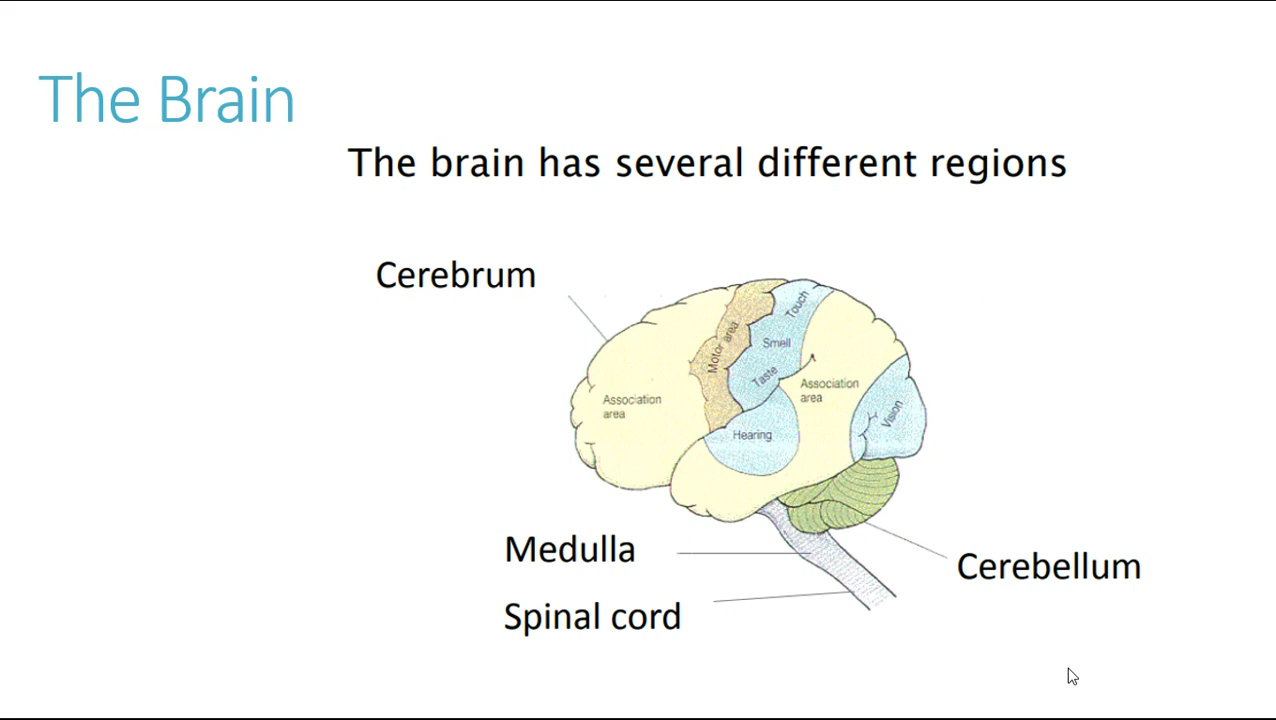 The Brain
The brain has several different regions
Cerebrum
Touch
Motor area
Smell
Taste
Association
area
Association
area
Vision
Hearing
Medulla
Cerebellum
Spinal cord